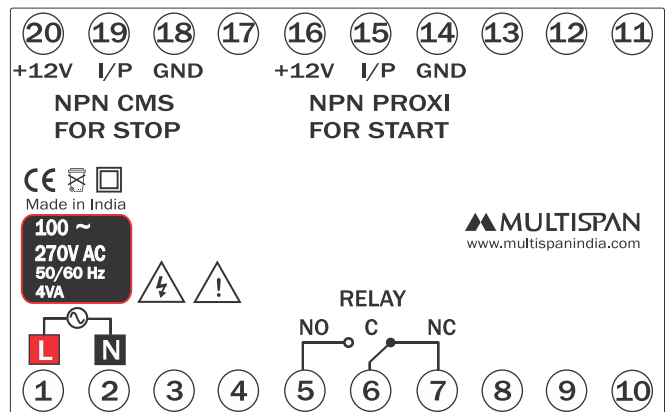 20 19 18 17 16 15 14 13 12 11
+12V I/P GND +12V I/P GND
NPN CMS
FOR STOP
NPN PROXI
FOR START
CE
Made in India
100 ~
270V AC
50/60 Hz
4VA
MULTISPAN
www.multispanindia.com
RELAY
NO C NC
L N
1 2 3 4 5 6 7 8 9 10